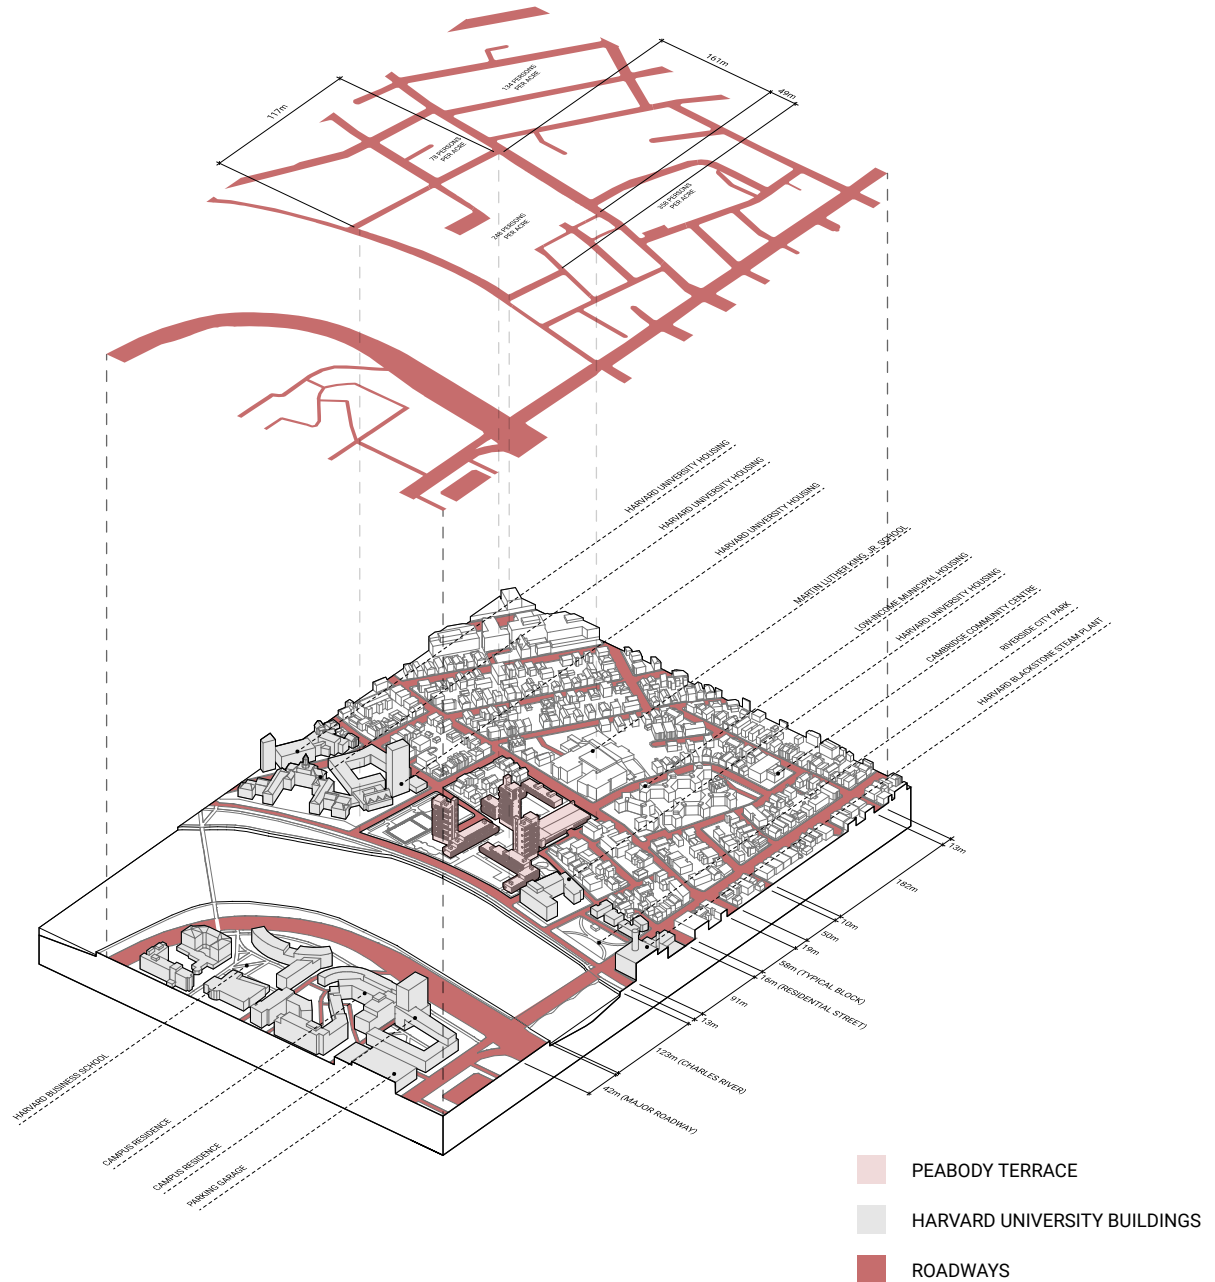 161m
49m
117m
134 PERSONS
PER ACRE
78 PERSONS
PER ACRE
358 PERSONS
PER ACRE
248 PERSONS
PER ACRE
HARVARD UNIVERSITY HOUSING
HARVARD UNIVERSITY HOUSING
HARVARD UNIVERSITY HOUSING
MARTIN LUTHER KING, JR. SCHOOL
LOW-INCOME MUNICIPAL HOUSING
HARVARD UNIVERSITY HOUSING
CAMBRIDGE COMMUNITY CENTRE
RIVERSIDE CITY PARK
HARVARD BLACKSTONE STEAM PLANT
13m
182m
10m
50m
19m
58m (TYPICAL BLOCK)
16m (RESIDENTIAL STREET)
91m
13m
123m (CHARLES RIVER)
42m (MAJOR ROADWAY)
HARVARD BUSINESS SCHOOL
CAMPUS RESIDENCE
CAMPUS RESIDENCE
PARKING GARAGE
PEABODY TERRACE
HARVARD UNIVERSITY BUILDINGS
ROADWAYS